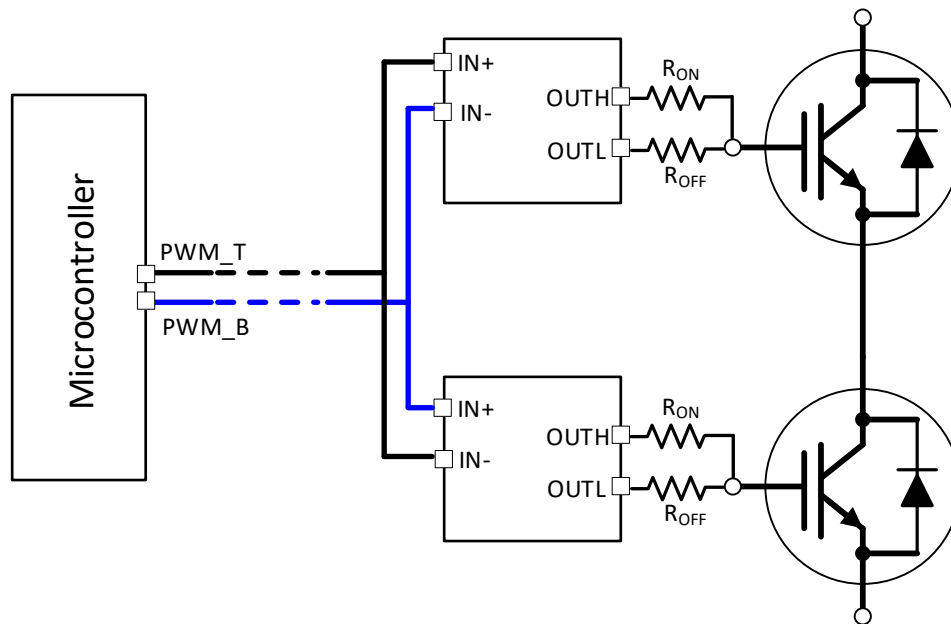 Microcontroller
PWM_T
PWM_B
IN+
IN-
OUTH
OUTL
RON
ROFF
IN+
IN-
OUTH
OUTL
RON
ROFF